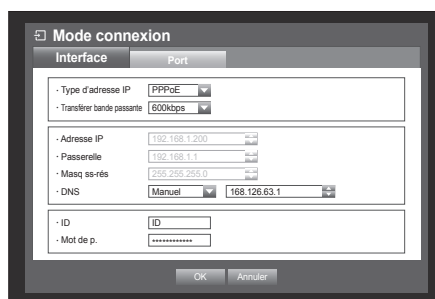 Mode connexion
Interface Port
· Type d'adresse IP PPPoE
· Transférer bande passante 600kbps
· Adresse IP 192.168.1.200
· Passerelle 192.168.1.1
· Masq ss-rés 255.255.255.0
· DNS Manuel 168.126.63.1
· ID ID
· Mot de p. ************
OK Annuler